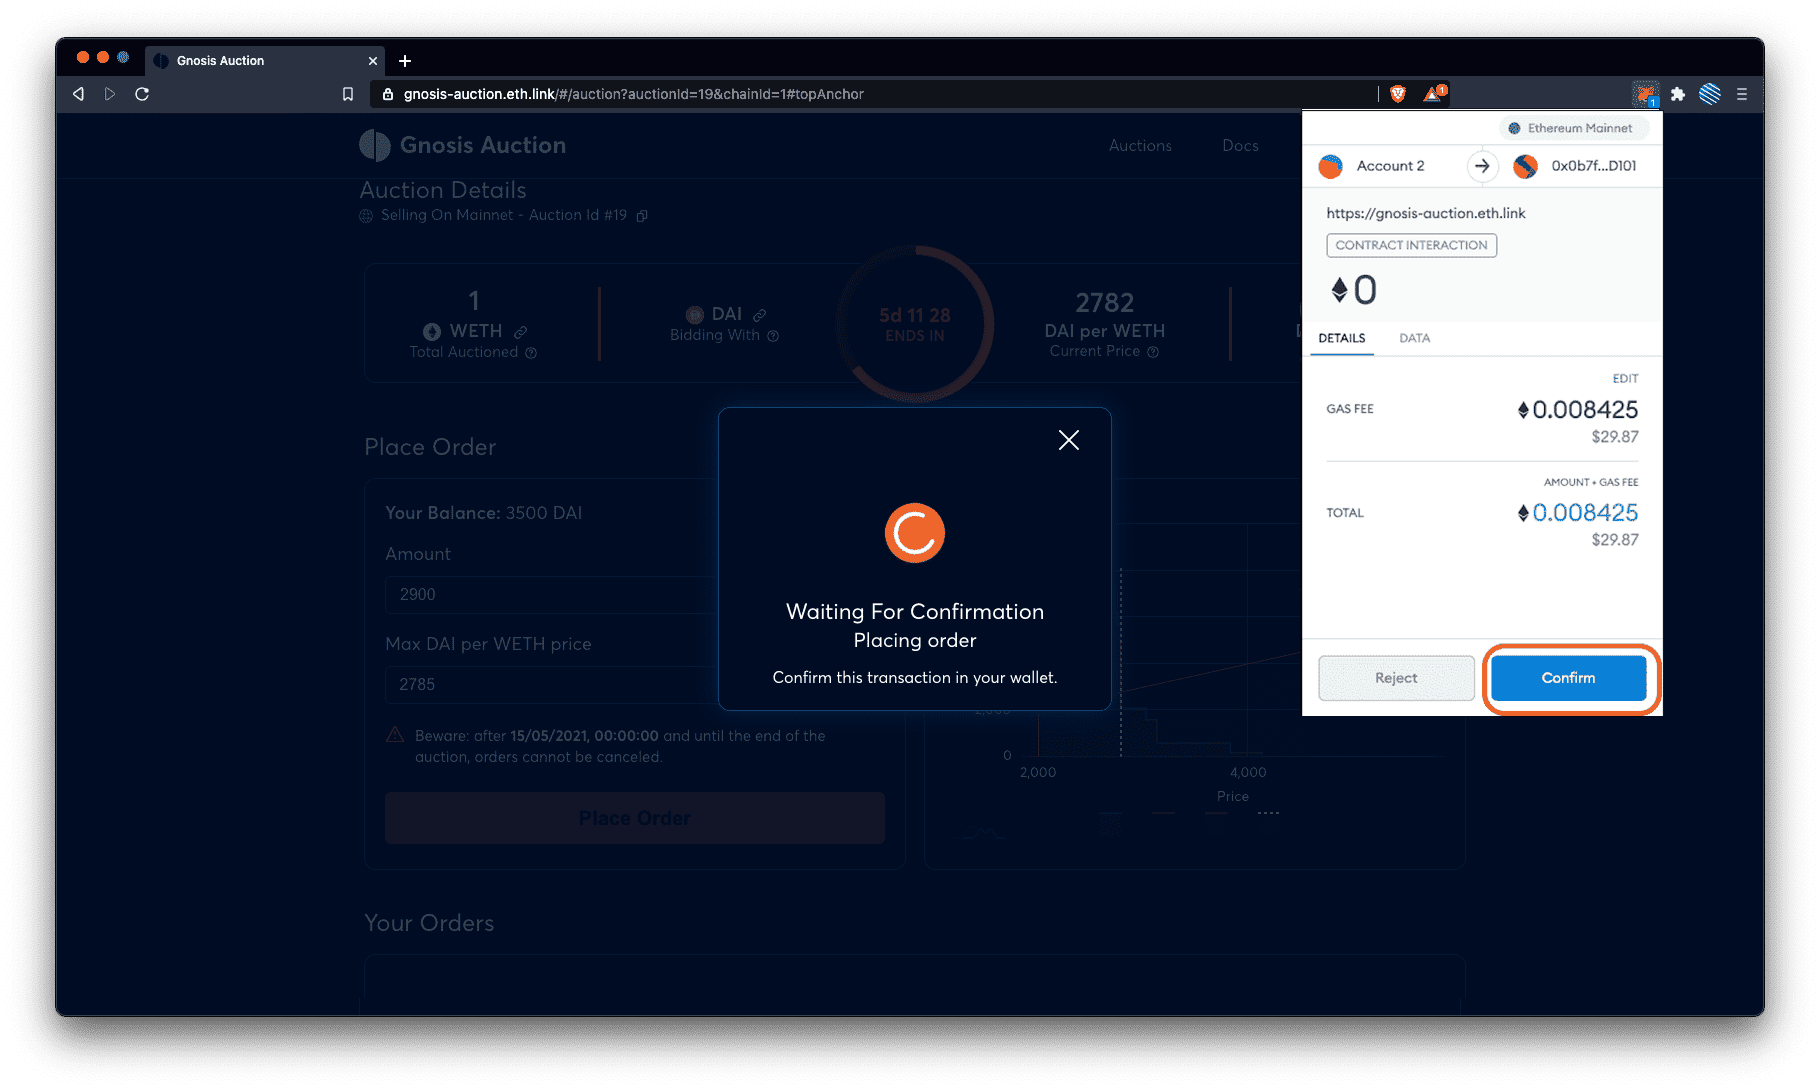 Gnosis Auction
gnosis-auction.eth.link/#/auction?auctionId=19&chainId=1#topAnchor
1
1
Gnosis Auction
Auctions
Docs
Auction Details
Selling On Mainnet - Auction Id #19
1
WETH
Total Auctioned
DAI
Bidding With
5d 11 28
ENDS IN
2782
DAI per WETH
Current Price
Place Order
Your Balance: 3500 DAI
Amount
2900
Max DAI per WETH price
2785
Beware: after 15/05/2021, 00:00:00 and until the end of the
auction, orders cannot be canceled.
Place Order
0
2,000
4,000
Price
Your Orders
Waiting For Confirmation
Placing order
Confirm this transaction in your wallet.
Ethereum Mainnet
Account 2
0x0b7f...D101
https://gnosis-auction.eth.link
CONTRACT INTERACTION
0
DETAILS
DATA
EDIT
GAS FEE
0.008425
$29.87
AMOUNT + GAS FEE
TOTAL
0.008425
$29.87
Reject
Confirm